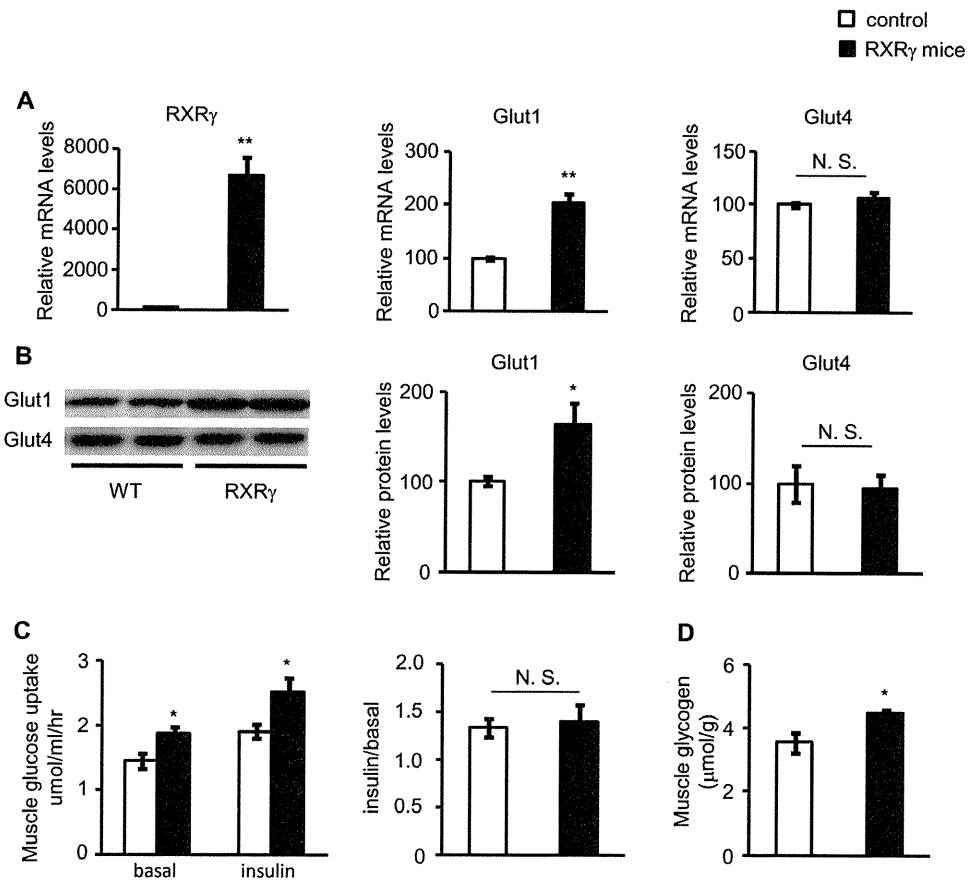 control
RXRγ mice
A
RXRγ
Relative mRNA levels
8000
6000
4000
2000
0
**
Glut1
Relative mRNA levels
300
200
100
0
**
Glut4
Relative mRNA levels
150
100
50
0
N. S.
B
Glut1
Glut4
WT
RXRγ
Glut1
Relative protein levels
200
100
0
*
Glut4
Relative protein levels
200
100
0
N. S.
C
Muscle glucose uptake
umol/ml/hr
3
2
1
0
*
*
basal
insulin
insulin/basal
2.0
1.5
1.0
0.5
0
N. S.
D
Muscle glycogen
(μmol/g)
6
4
2
0
*